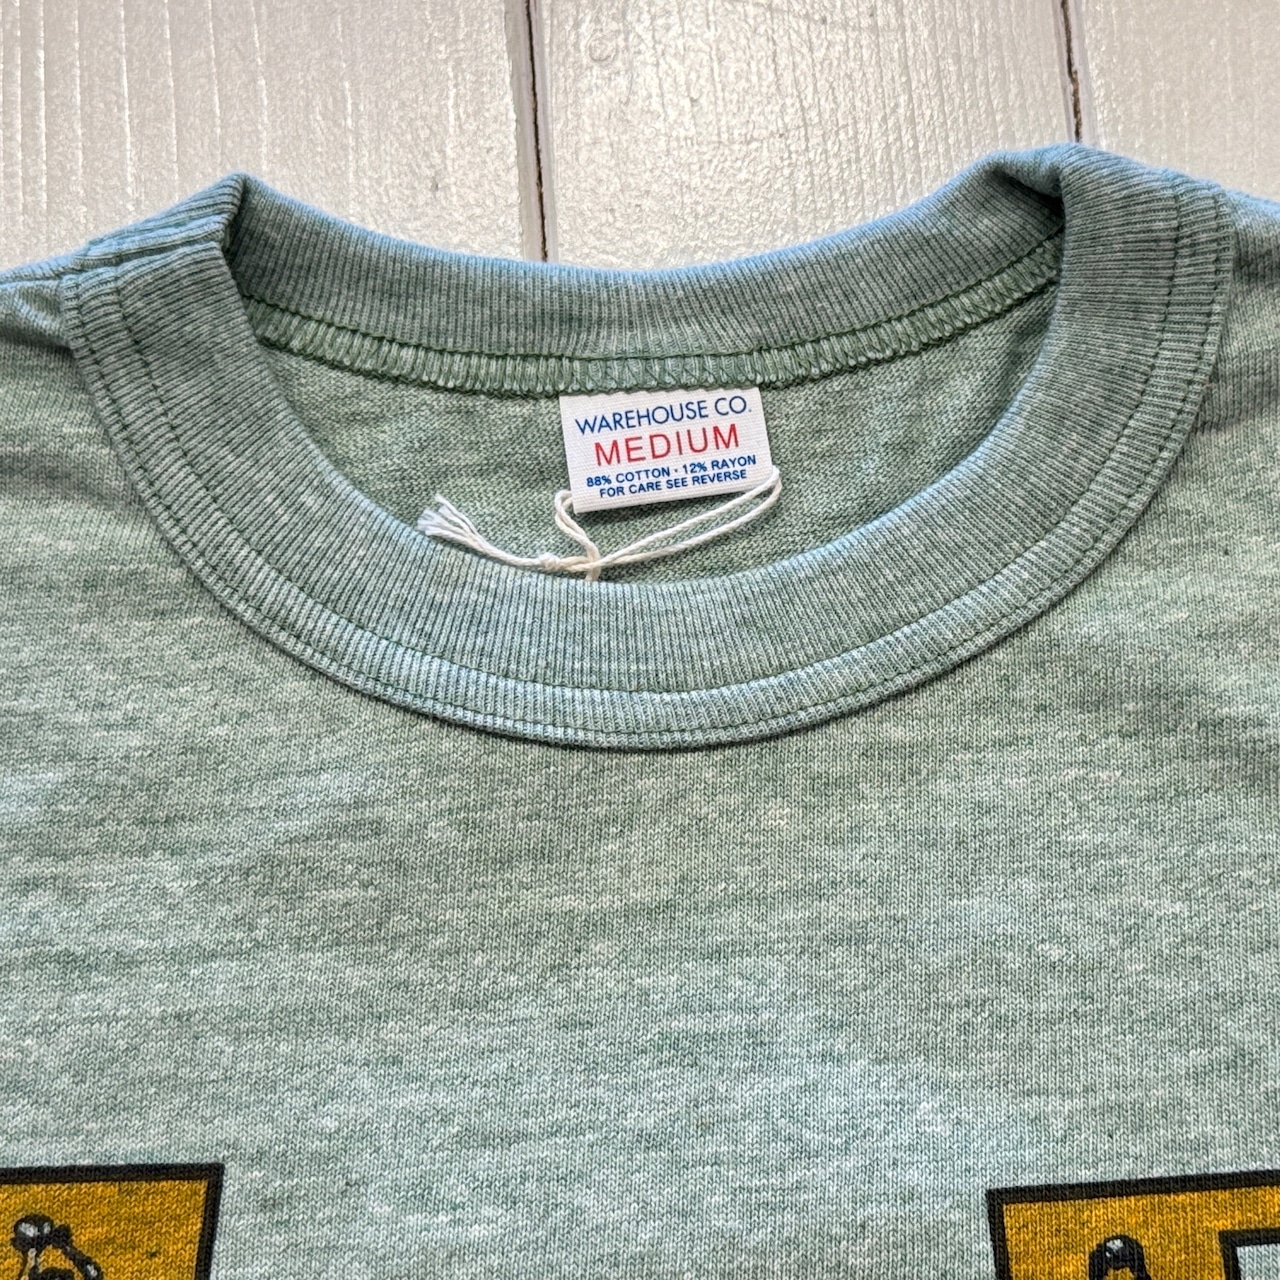 WAREHOUSE CO.
MEDIUM
88% COTTON · 12% RAYON
FOR CARE SEE REVERSE